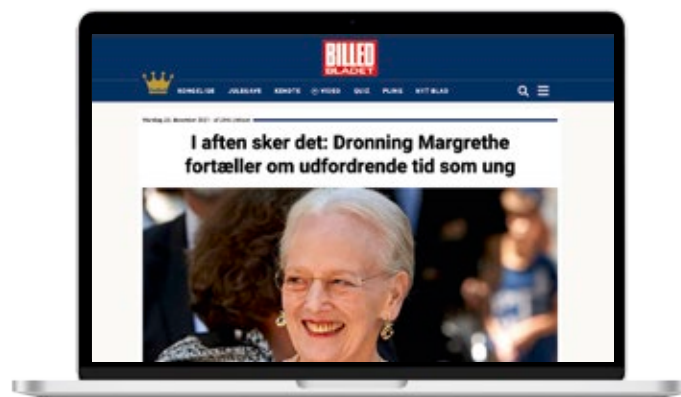 BILLED
BLADET
KONGELIGE JULEGAVE KENDTE VIDEO QUIZ PLING NYT BLAD
I aften sker det: Dronning Margrethe
fortæller om udfordrende tid som ung